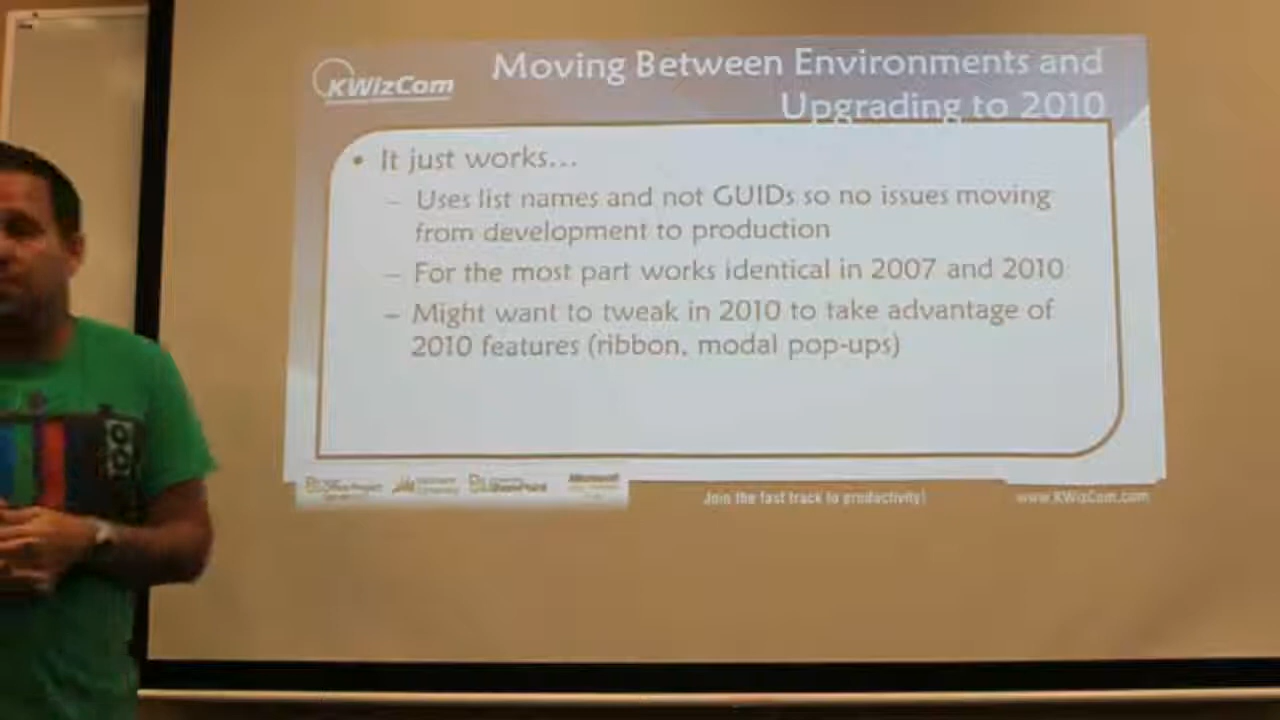 KWizCom
Moving Between Environments and
Upgrading to 2010
• It just works...
– Uses list names and not GUIDs so no issues moving
from development to production
– For the most part works identical in 2007 and 2010
– Might want to tweak in 2010 to take advantage of
2010 features (ribbon, modal pop-ups)
SharePoint
Microsoft
Join the fast track to productivity!
www.KWizCom.com